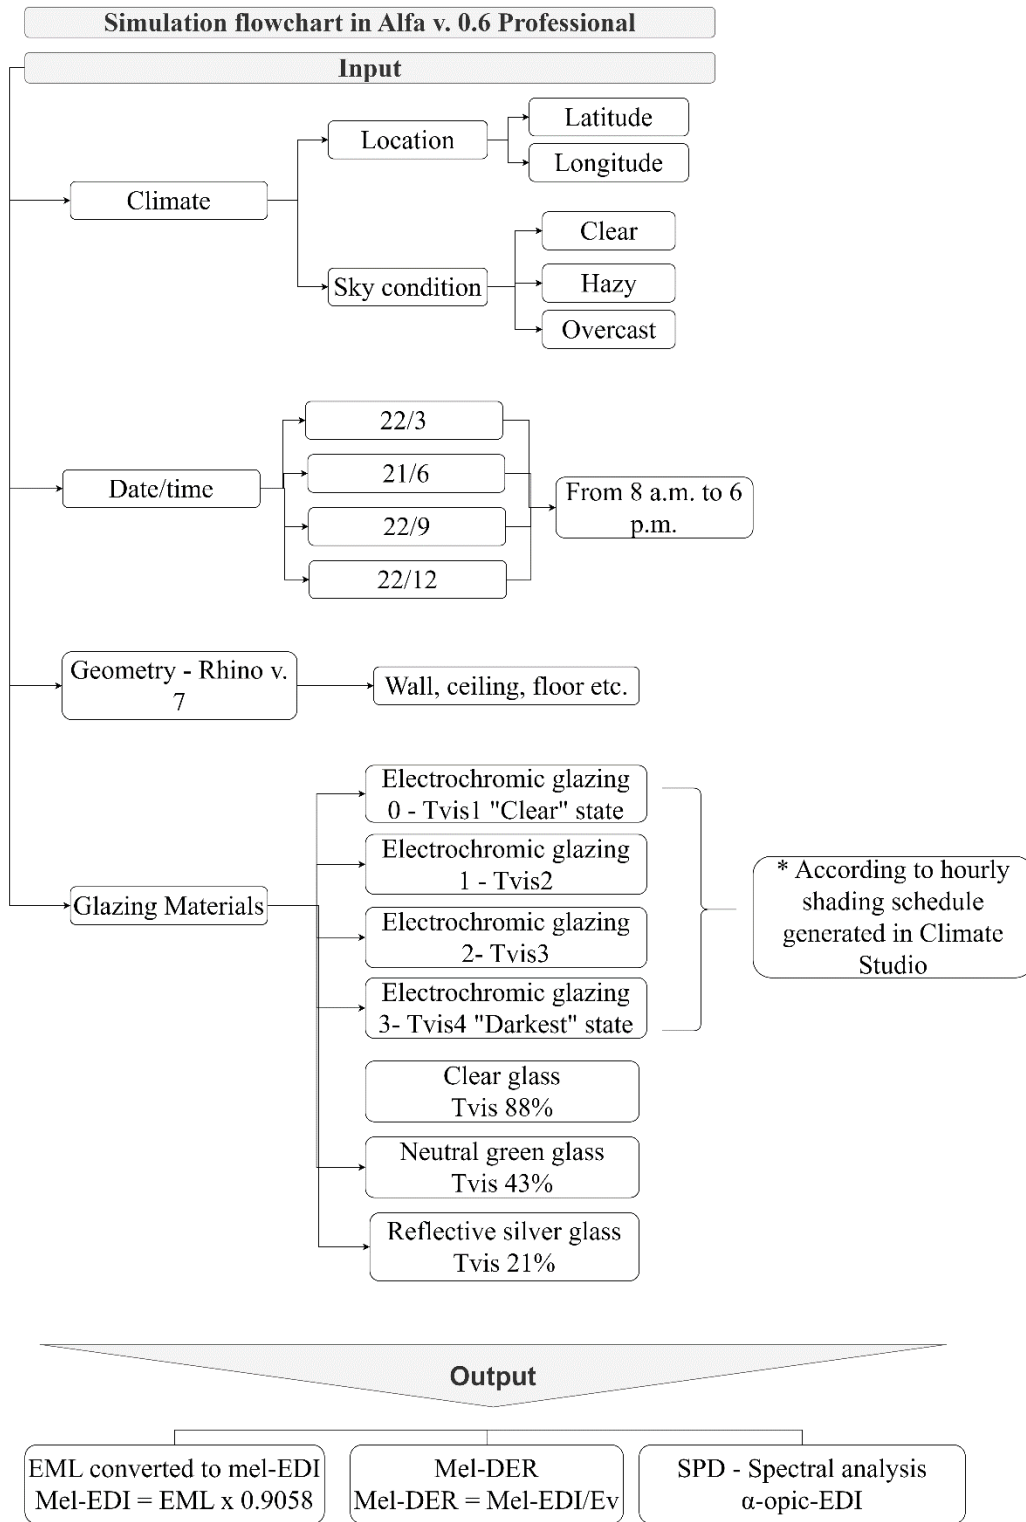 Simulation flowchart in Alfa v. 0.6 Professional
Input
Climate
Location
Latitude
Longitude
Sky condition
Clear
Hazy
Overcast
Date/time
22/3
21/6
22/9
22/12
From 8 a.m. to 6
p.m.
Geometry - Rhino v.
7
Wall, ceiling, floor etc.
Glazing Materials
Electrochromic glazing
0 - Tvis1 "Clear" state
Electrochromic glazing
1 - Tvis2
Electrochromic glazing
2- Tvis3
Electrochromic glazing
3- Tvis4 "Darkest" state
* According to hourly
shading schedule
generated in Climate
Studio
Clear glass
Tvis 88%
Neutral green glass
Tvis 43%
Reflective silver glass
Tvis 21%
Output
EML converted to mel-EDI
Mel-EDI = EML x 0.9058
Mel-DER
Mel-DER = Mel-EDI/Ev
SPD - Spectral analysis
α-opic-EDI